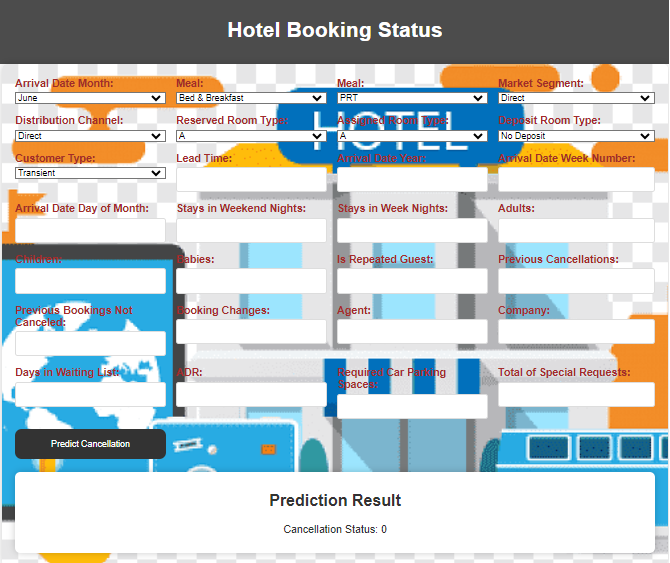 Hotel Booking Status
Arrival Date Month: Meal: Meal: Market Segment:
June Bed & Breakfast PRT Direct
Distribution Channel: Reserved Room Type: Assigned Room Type: Deposit Room Type:
Direct A A No Deposit
HOTEL
Customer Type: Lead Time: Arrival Date Year: Arrival Date Week Number:
Transient
Arrival Date Day of Month: Stays in Weekend Nights: Stays in Week Nights: Adults:
Children: Babies: Is Repeated Guest: Previous Cancellations:
Previous Bookings Not Canceled: Booking Changes: Agent: Company:
Days in Waiting List: ADR: Required Car Parking Spaces: Total of Special Requests:
Predict Cancellation
Prediction Result
Cancellation Status: 0